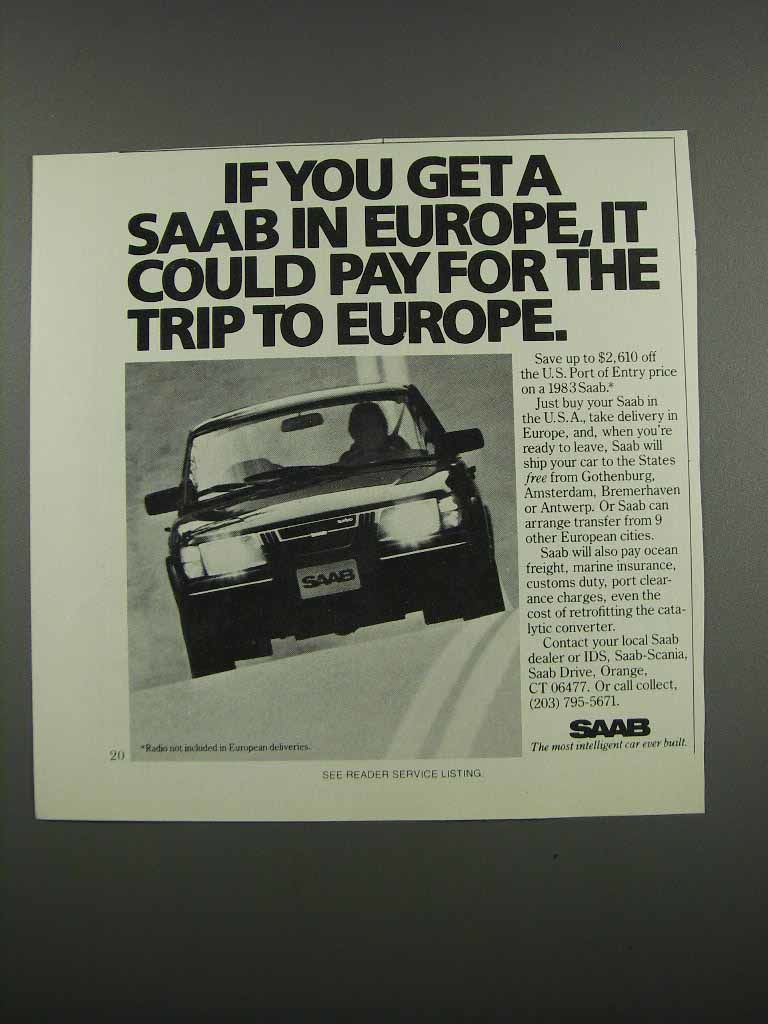 IF YOU GET A
SAAB IN EUROPE, IT
COULD PAY FOR THE
TRIP TO EUROPE.
Save up to $2,610 off
the U.S. Port of Entry price
on a 1983 Saab.*
Just buy your Saab in
the U.S.A., take delivery in
Europe, and, when you're
ready to leave, Saab will
ship your car to the States
free from Gothenburg,
Amsterdam, Bremerhaven
or Antwerp. Or Saab can
arrange transfer from 9
other European cities.
Saab will also pay ocean
freight, marine insurance,
customs duty, port clear-
ance charges, even the
cost of retrofitting the cata-
lytic converter.
Contact your local Saab
dealer or IDS, Saab-Scania,
Saab Drive, Orange,
CT 06477. Or call collect,
(203) 795-5671.
SAAB
The most intelligent car ever built.
turbo
SAAB
*Radio not included in European deliveries.
20
SEE READER SERVICE LISTING.